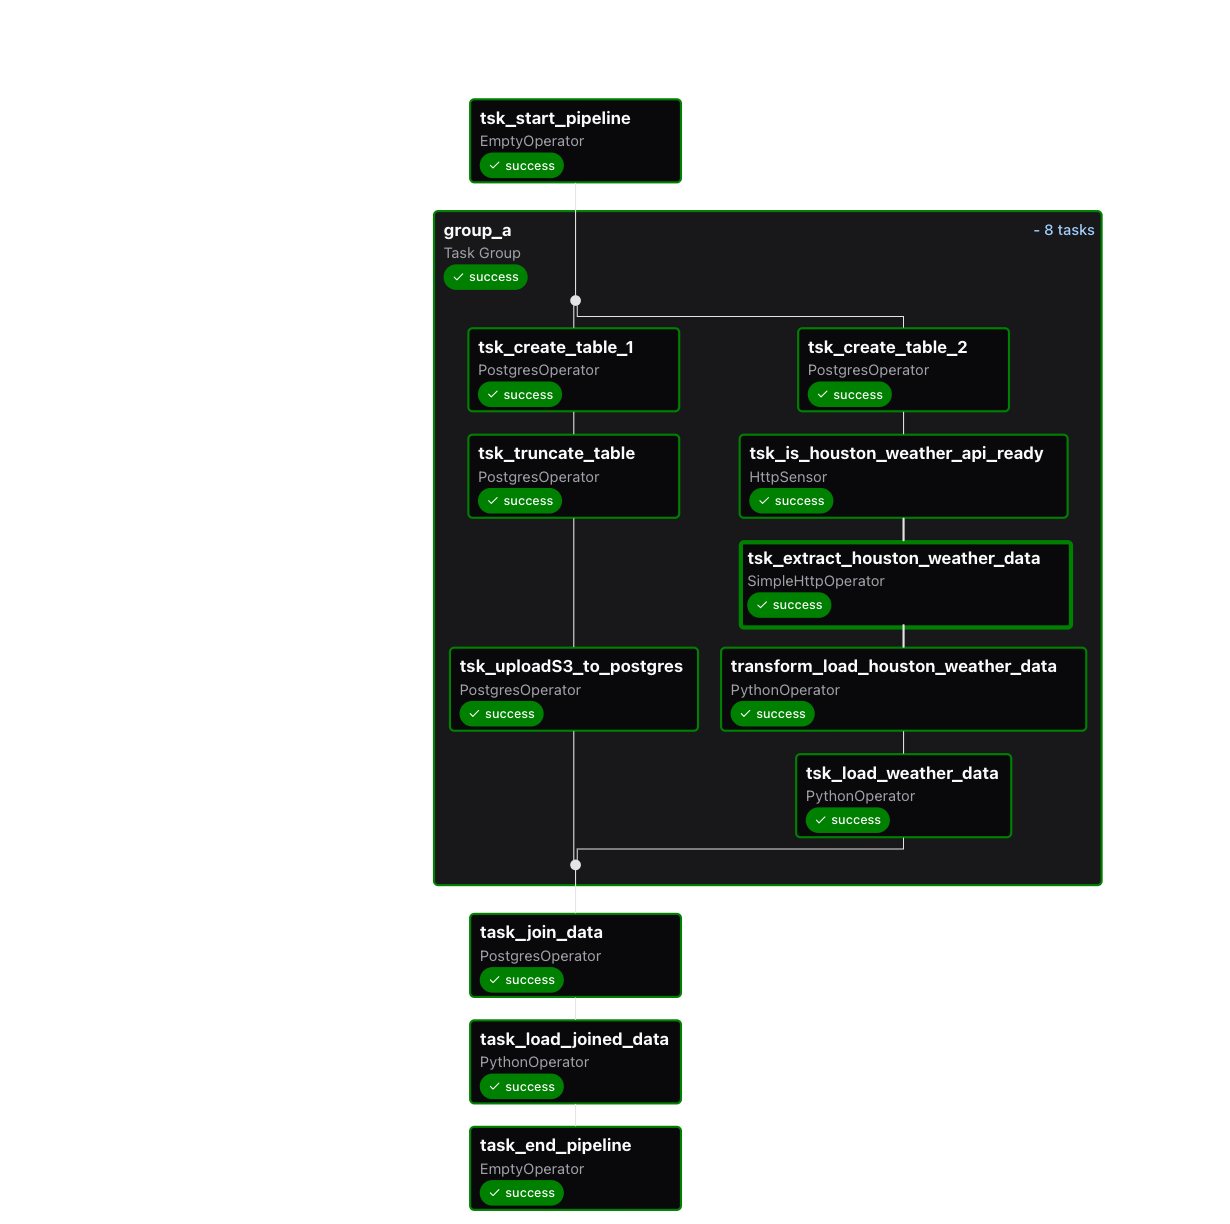 tsk_start_pipeline
EmptyOperator
success
group_a
- 8 tasks
Task Group
success
tsk_create_table_1
PostgresOperator
success
tsk_create_table_2
PostgresOperator
success
tsk_truncate_table
PostgresOperator
success
tsk_is_houston_weather_api_ready
HttpSensor
success
tsk_extract_houston_weather_data
SimpleHttpOperator
success
tsk_uploadS3_to_postgres
PostgresOperator
success
transform_load_houston_weather_data
PythonOperator
success
tsk_load_weather_data
PythonOperator
success
task_join_data
PostgresOperator
success
task_load_joined_data
PythonOperator
success
task_end_pipeline
EmptyOperator
success